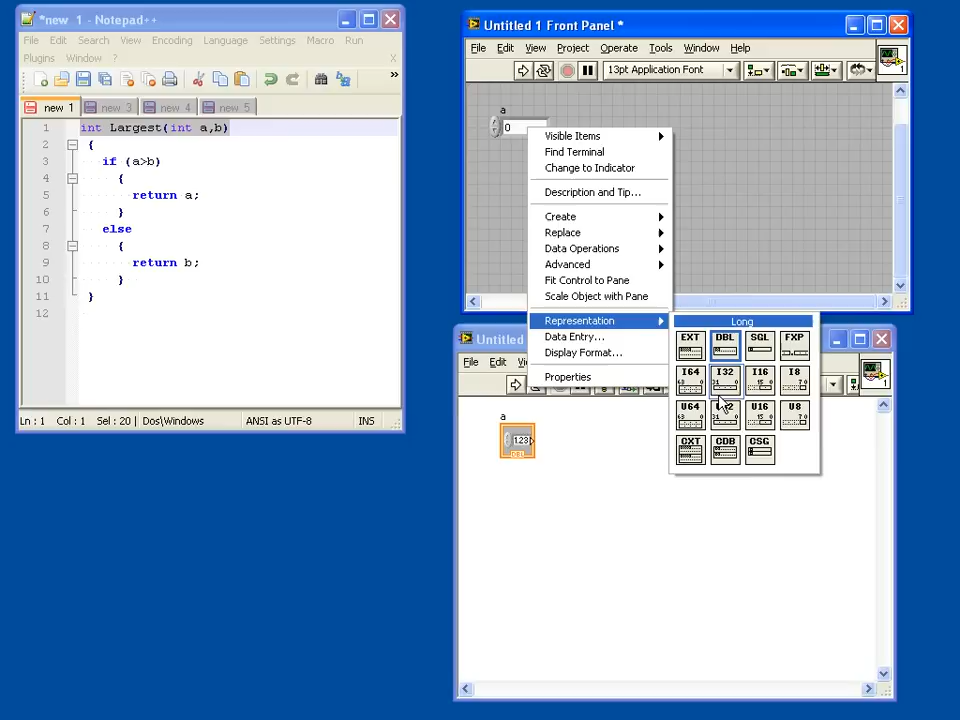 *new  1 - Notepad++
File Edit Search View Encoding Language Settings Macro Run
Plugins Window ? X
»
new 1 new 3 new 4 new 5
1 int Largest(int a,b)
2 {
3 if (a>b)
4 {
5 return a;
6 }
7 else
8 {
9 return b;
10 }
11 }
12
Ln : 1 Col : 1 Sel : 20 Dos\Windows ANSI as UTF-8 INS
Untitled 1 Front Panel *
File Edit View Project Operate Tools Window Help
13pt Application Font
1
a
0
Visible Items
Find Terminal
Change to Indicator
Description and Tip...
Create
Replace
Data Operations
Advanced
Fit Control to Pane
Scale Object with Pane
Representation
Data Entry...
Display Format...
Properties
Long
EXT DBL SGL FXP
I64 I32 I16 I8
U64 U32 U16 U8
CXT CDB CSG
Untitled
File Edit
1
a
1.23
DBL